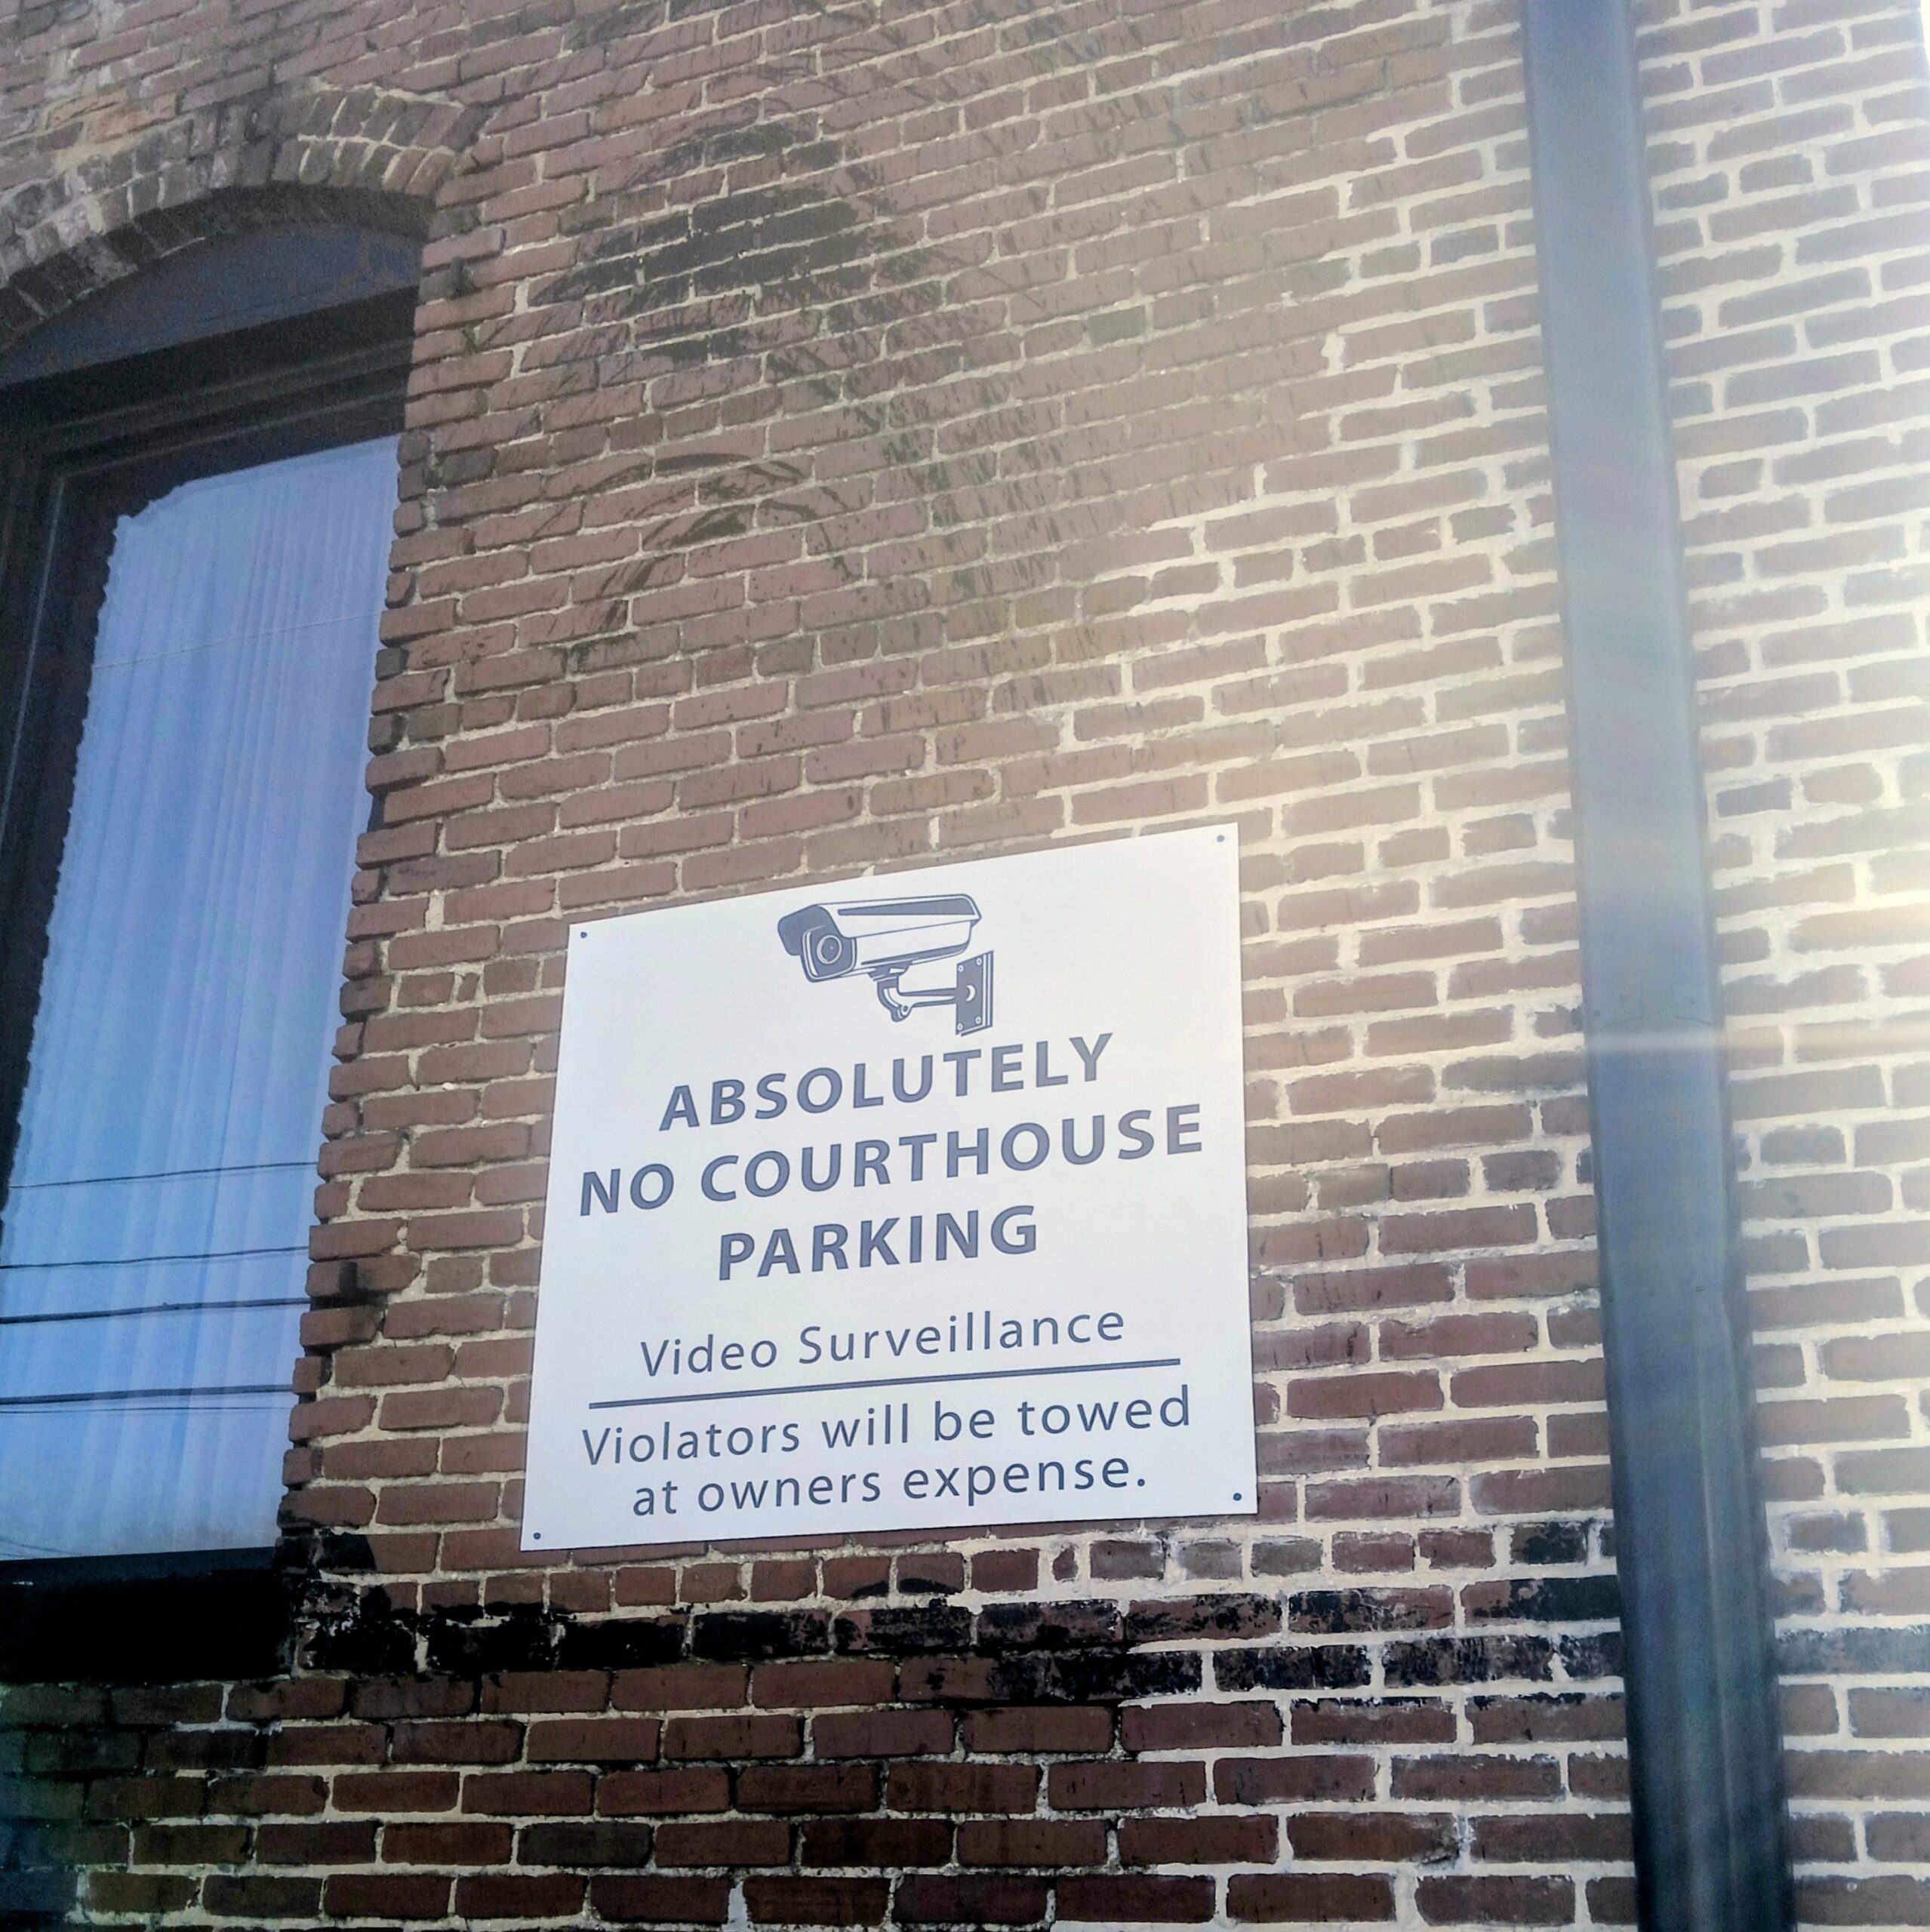 ABSOLUTELY
NO COURTHOUSE
PARKING
Video Surveillance
Violators will be towed
at owners expense.